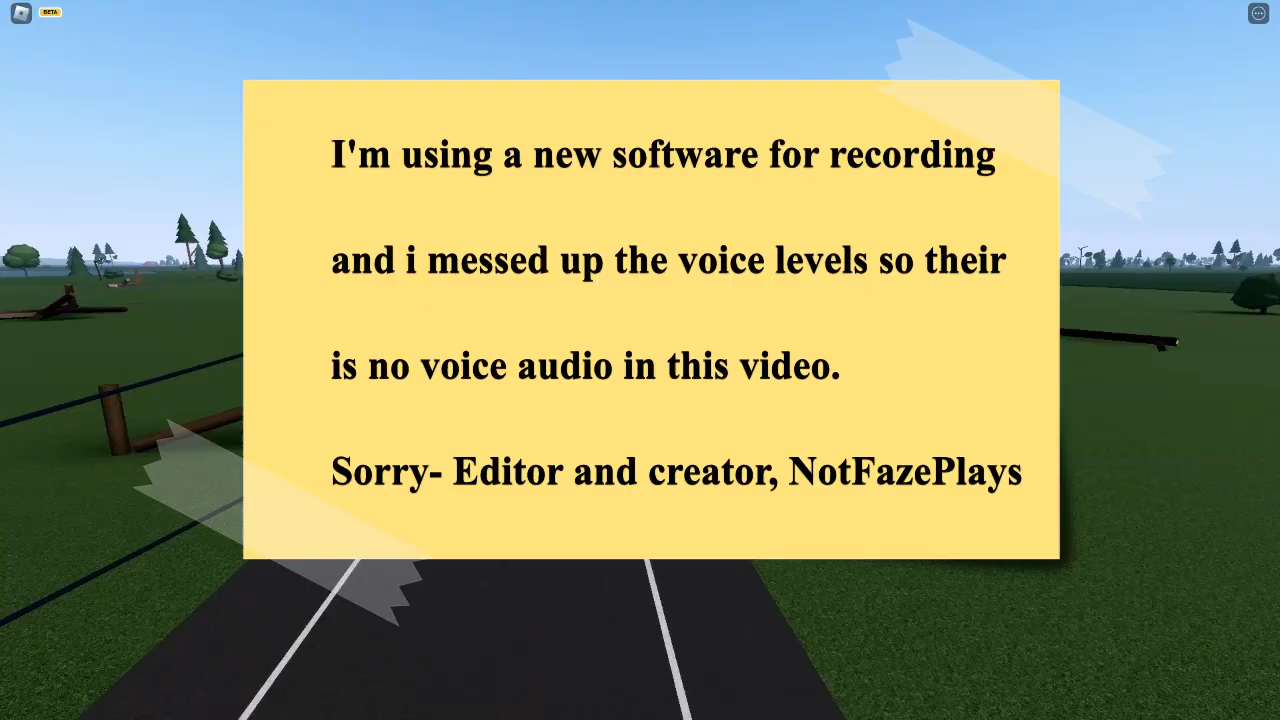 BETA
I'm using a new software for recording
and i messed up the voice levels so their
is no voice audio in this video.
Sorry- Editor and creator, NotFazePlays